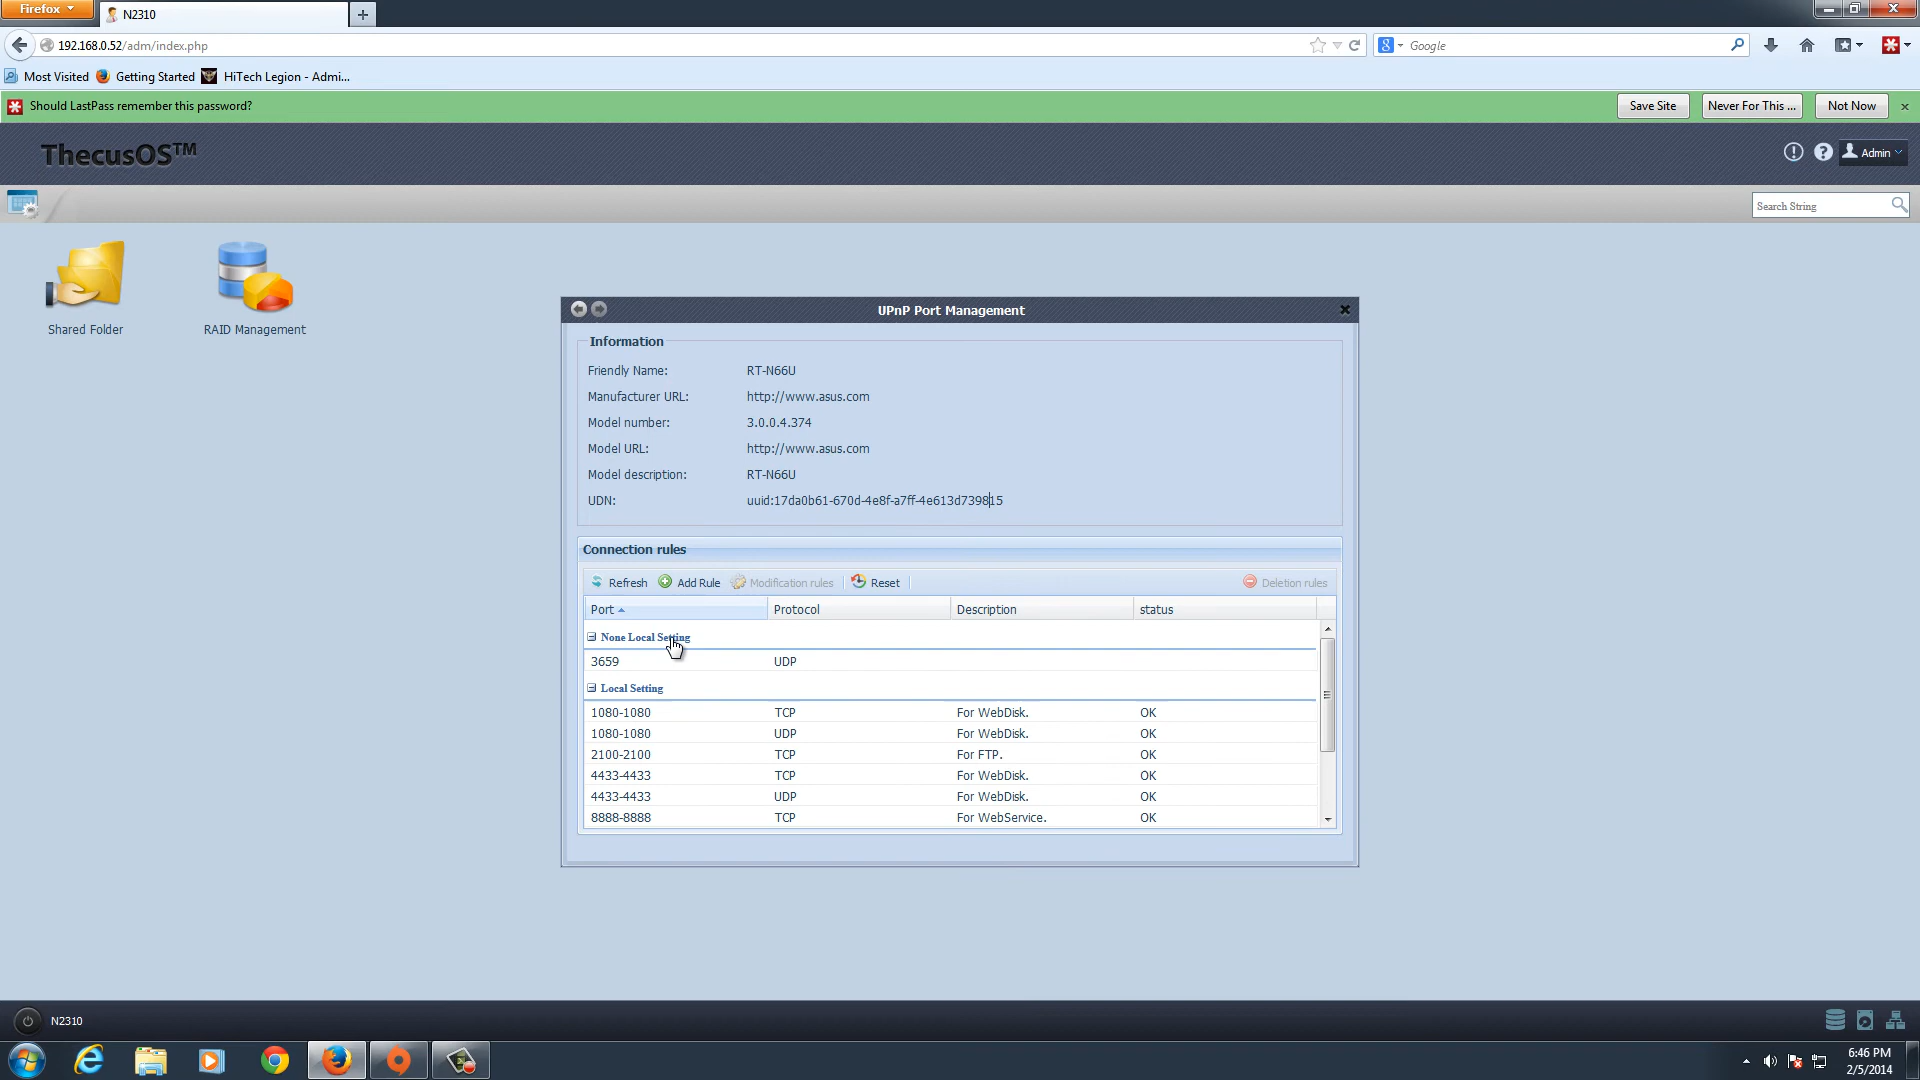 Firefox
N2310
192.168.0.52/adm/index.php
Google
Most Visited
Getting Started
HiTech Legion - Admi...
Should LastPass remember this password?
Save Site
Never For This ...
Not Now
ThecusOS™
Admin
Search String
Shared Folder
RAID Management
UPnP Port Management
Information
Friendly Name: RT-N66U
Manufacturer URL: http://www.asus.com
Model number: 3.0.0.4.374
Model URL: http://www.asus.com
Model description: RT-N66U
UDN: uuid:17da0b61-670d-4e8f-a7ff-4e613d739815
Connection rules
Refresh Add Rule Modification rules Reset Deletion rules
Port Protocol Description status
None Local Setting
3659 UDP
Local Setting
1080-1080 TCP For WebDisk. OK
1080-1080 UDP For WebDisk. OK
2100-2100 TCP For FTP. OK
4433-4433 TCP For WebDisk. OK
4433-4433 UDP For WebDisk. OK
8888-8888 TCP For WebService. OK
N2310
6:46 PM
2/5/2014